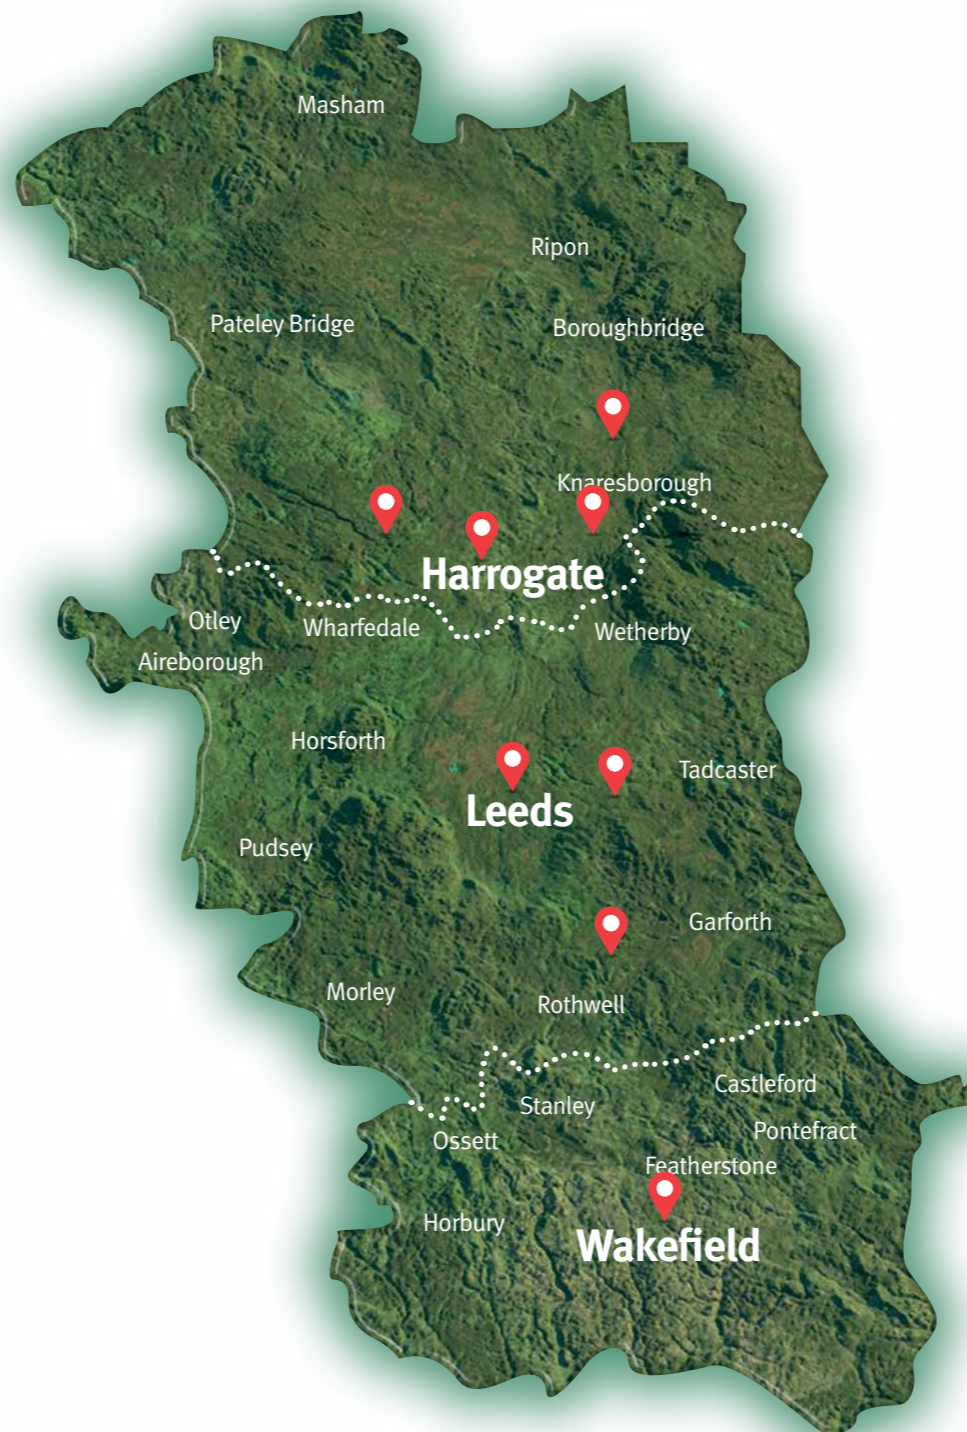 Masham
Ripon
Pateley Bridge
Boroughbridge
Knaresborough
Harrogate
Otley
Wharfedale
Wetherby
Aireborough
Horsforth
Tadcaster
Leeds
Pudsey
Garforth
Morley
Rothwell
Castleford
Stanley
Pontefract
Ossett
Featherstone
Horbury
Wakefield